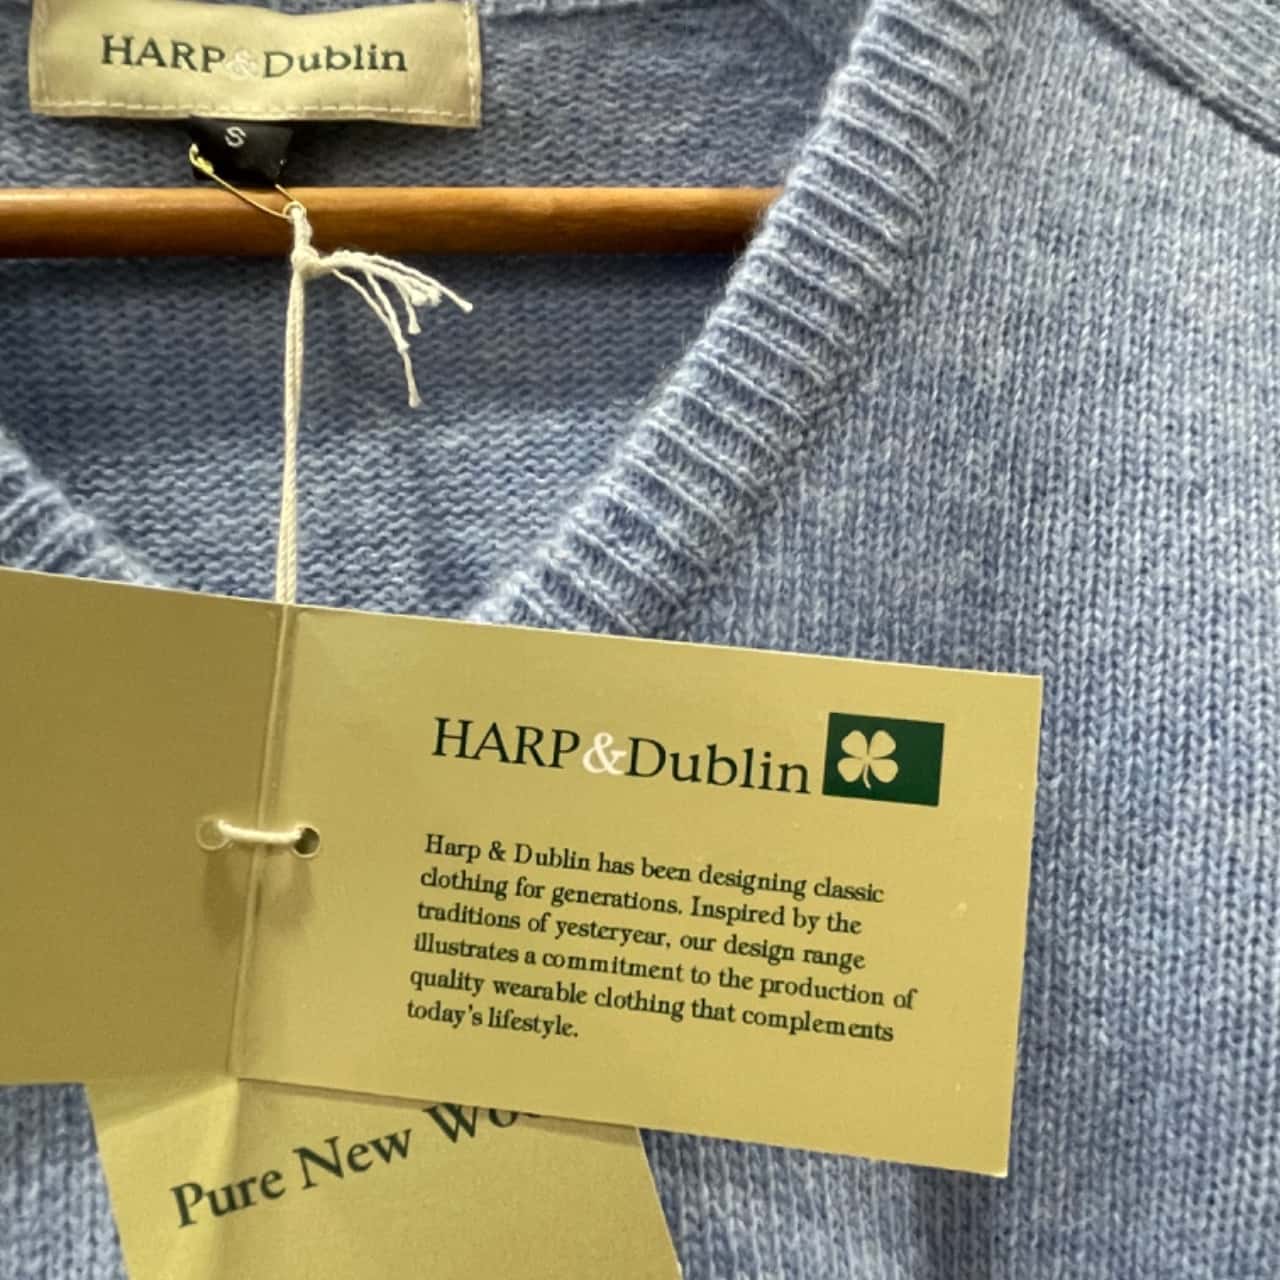 HARP&Dublin
S
HARP&Dublin
Harp & Dublin has been designing classic
clothing for generations. Inspired by the
traditions of yesteryear, our design range
illustrates a commitment to the production of
quality wearable clothing that complements
today's lifestyle.
Pure New